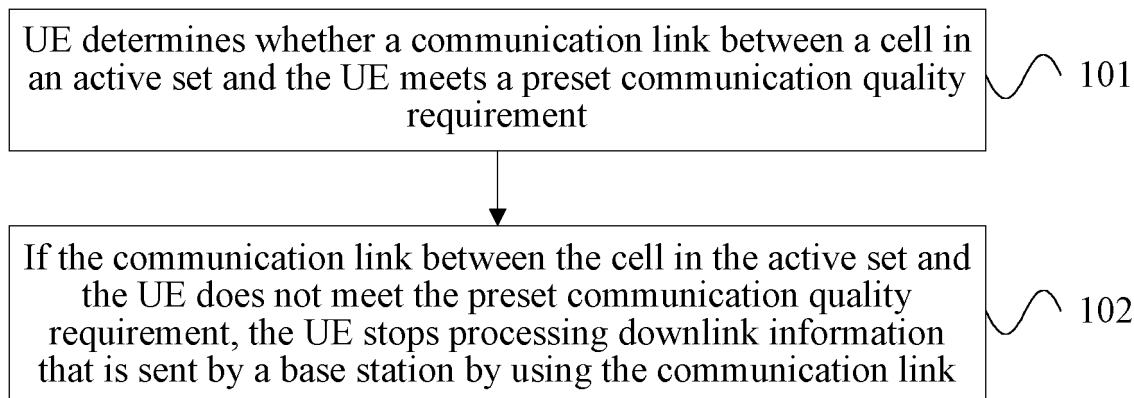 UE determines whether a communication link between a cell in
an active set and the UE meets a preset communication quality
requirement
101
If the communication link between the cell in the active set and
the UE does not meet the preset communication quality
requirement, the UE stops processing downlink information
that is sent by a base station by using the communication link
102